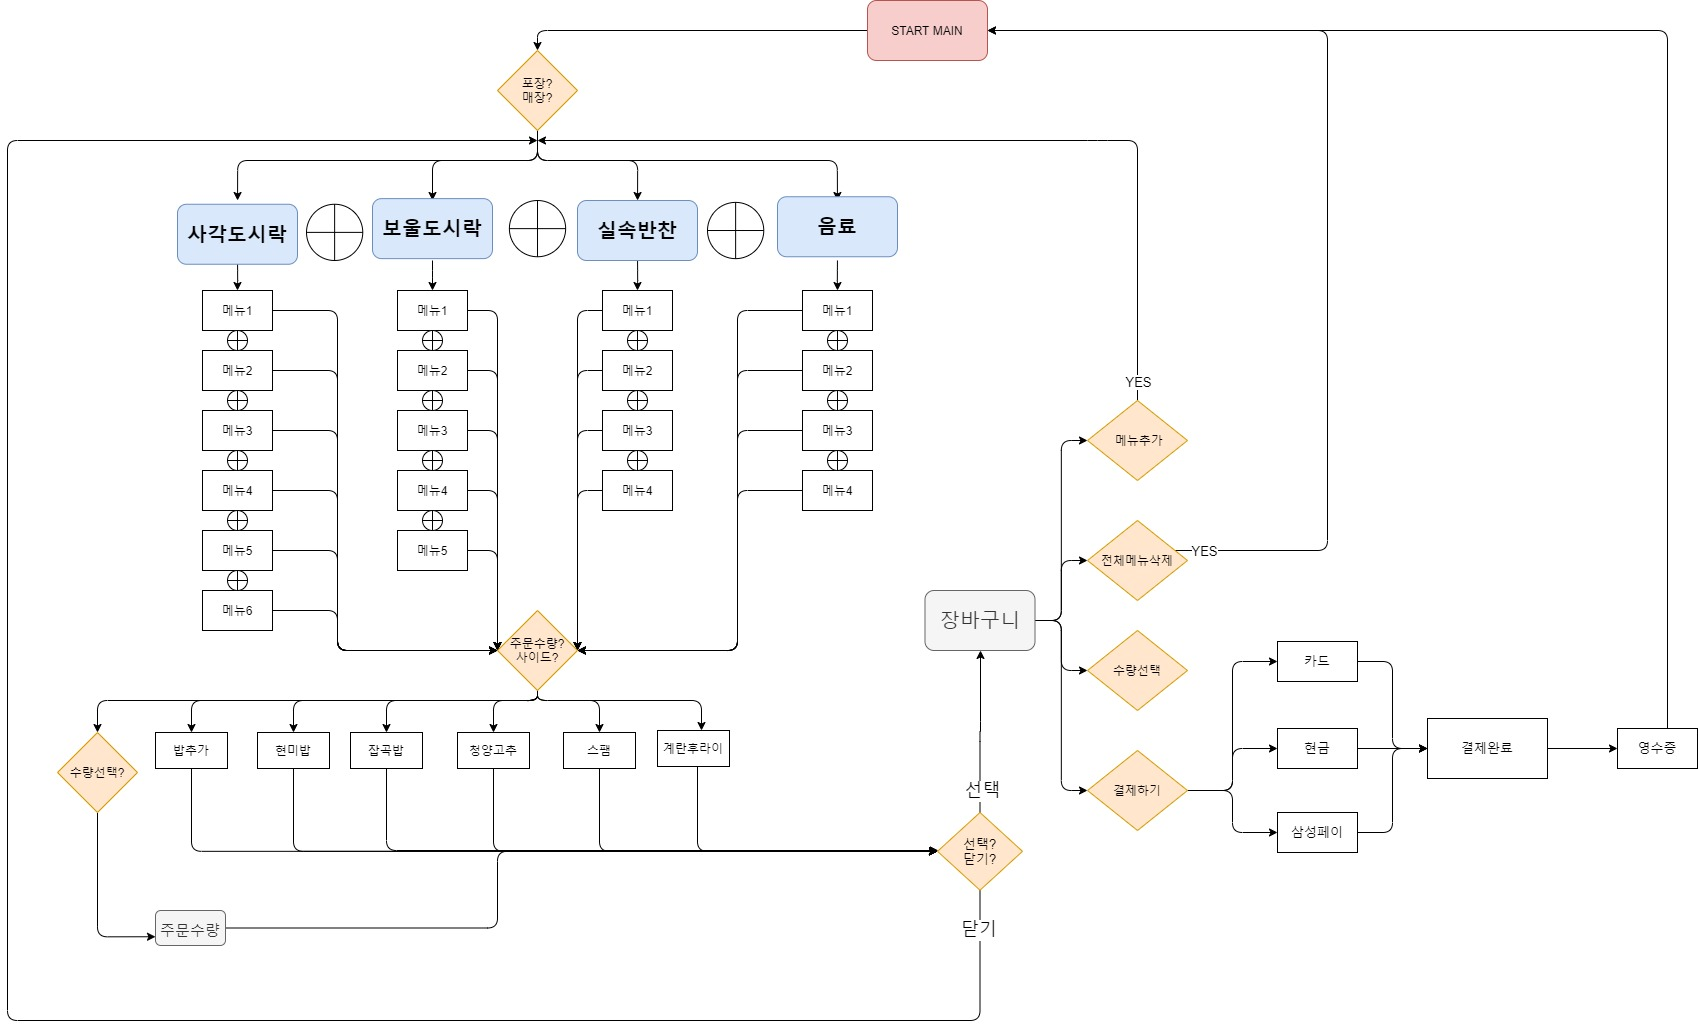 START MAIN
포장?
매장?
사각도시락
보울도시락
실속반찬
음료
메뉴1
메뉴1
메뉴1
메뉴1
메뉴2
메뉴2
메뉴2
메뉴2
메뉴3
메뉴3
메뉴3
메뉴3
메뉴4
메뉴4
메뉴4
메뉴4
메뉴5
메뉴5
메뉴6
주문수량?
사이드?
수량선택?
밥추가
현미밥
잡곡밥
청양고추
스팸
계란후라이
주문수량
선택?
닫기?
선택
닫기
장바구니
YES
메뉴추가
전체메뉴삭제
YES
수량선택
결제하기
카드
현금
삼성페이
결제완료
영수증